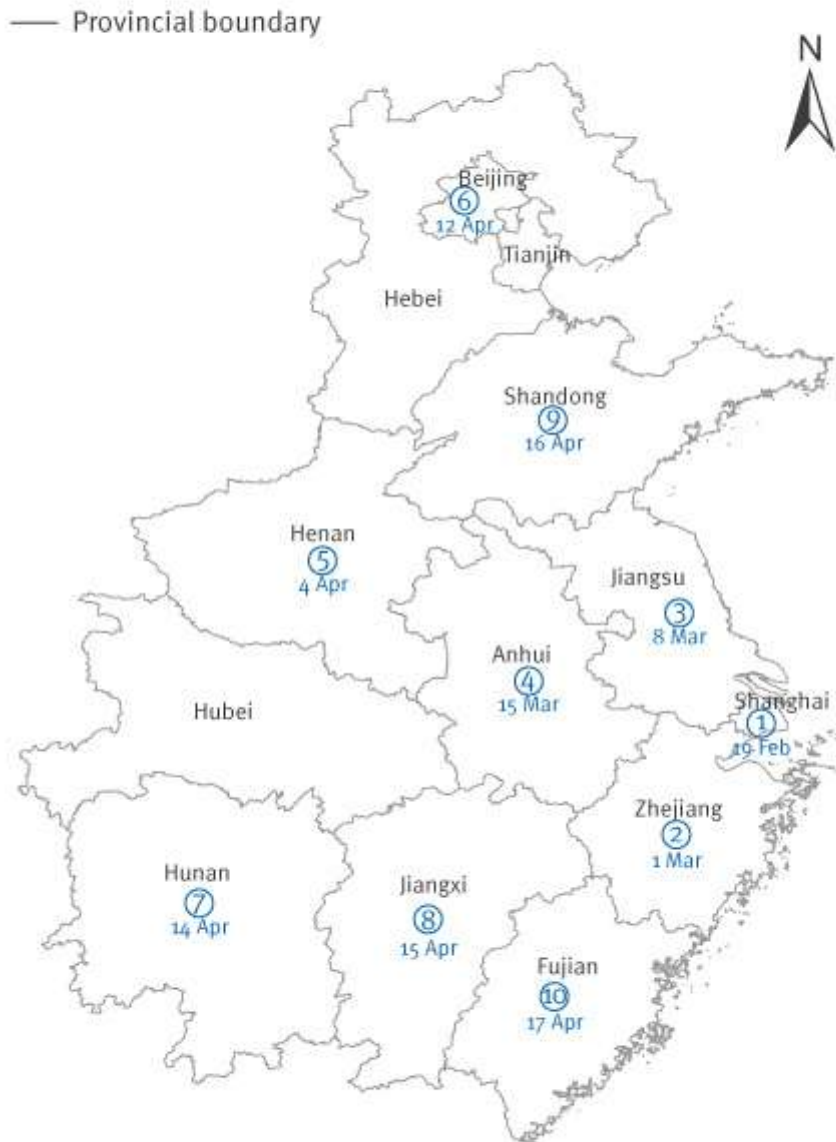 Provincial boundary
N
Beijing
6
12 Apr
Tianjin
Hebei
Shandong
9
16 Apr
Henan
5
4 Apr
Jiangsu
3
8 Mar
Anhui
4
15 Mar
Hubei
Shanghai
1
19 Feb
Zhejiang
2
1 Mar
Hunan
7
14 Apr
Jiangxi
8
15 Apr
Fujian
10
17 Apr